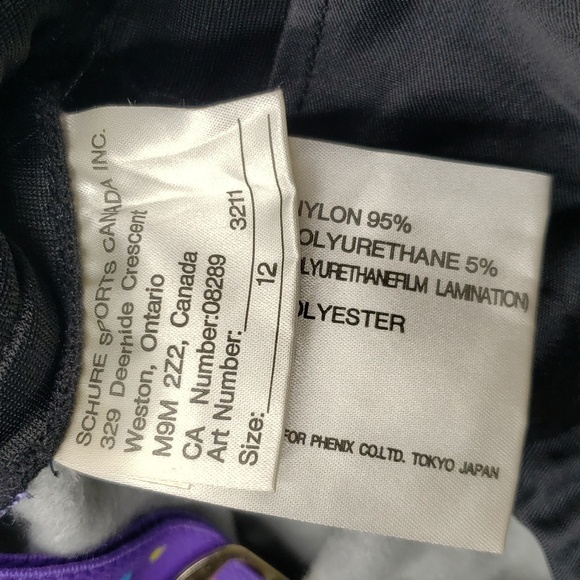 SCHURE SPORTS CANADA INC.
329 Deerhide Crescent
Weston, Ontario
M9M 2Z2, Canada
CA Number:08289
Art Number: 3211
Size: 12
NYLON 95%
OLYURETHANE 5%
OLYURETHANEFILM LAMINATION)
OLYESTER
FOR PHENIX CO.LTD. TOKYO JAPAN